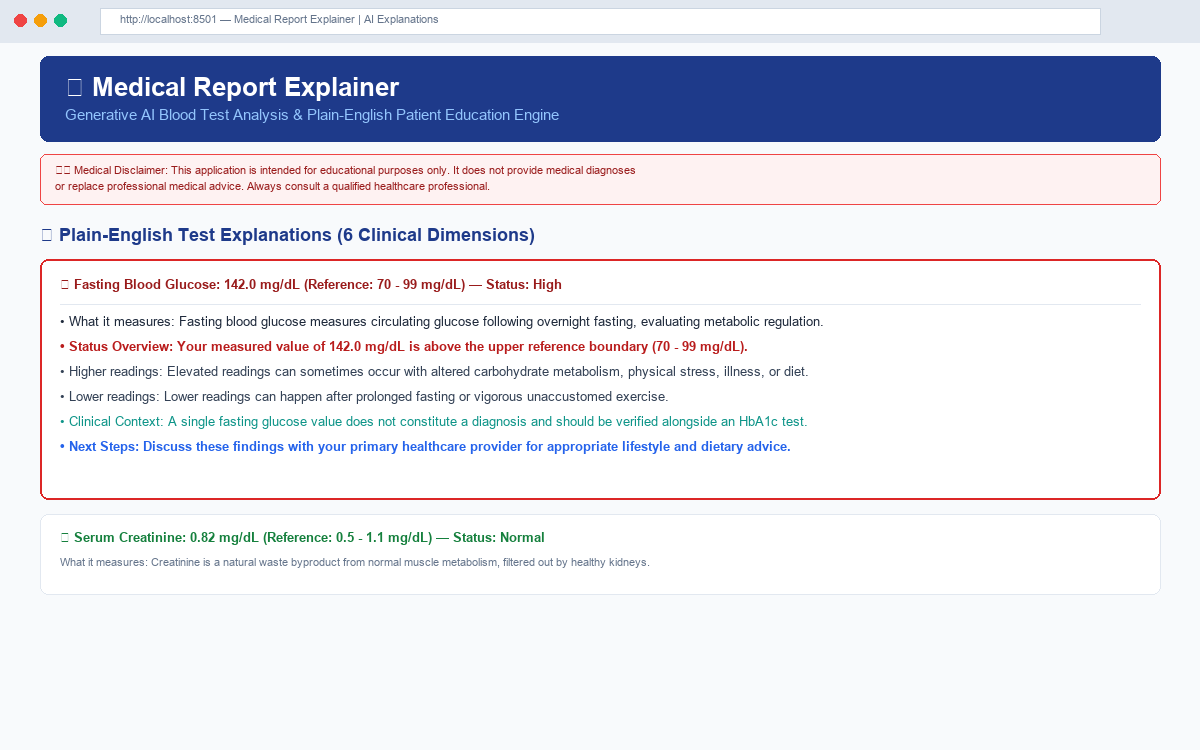 http://localhost:8501 — Medical Report Explainer | AI Explanations
Medical Report Explainer
Generative AI Blood Test Analysis & Plain-English Patient Education Engine
Medical Disclaimer: This application is intended for educational purposes only. It does not provide medical diagnoses
or replace professional medical advice. Always consult a qualified healthcare professional.
Plain-English Test Explanations (6 Clinical Dimensions)
Fasting Blood Glucose: 142.0 mg/dL (Reference: 70 - 99 mg/dL) — Status: High
• What it measures: Fasting blood glucose measures circulating glucose following overnight fasting, evaluating metabolic regulation.
• Status Overview: Your measured value of 142.0 mg/dL is above the upper reference boundary (70 - 99 mg/dL).
• Higher readings: Elevated readings can sometimes occur with altered carbohydrate metabolism, physical stress, illness, or diet.
• Lower readings: Lower readings can happen after prolonged fasting or vigorous unaccustomed exercise.
• Clinical Context: A single fasting glucose value does not constitute a diagnosis and should be verified alongside an HbA1c test.
• Next Steps: Discuss these findings with your primary healthcare provider for appropriate lifestyle and dietary advice.
Serum Creatinine: 0.82 mg/dL (Reference: 0.5 - 1.1 mg/dL) — Status: Normal
What it measures: Creatinine is a natural waste byproduct from normal muscle metabolism, filtered out by healthy kidneys.